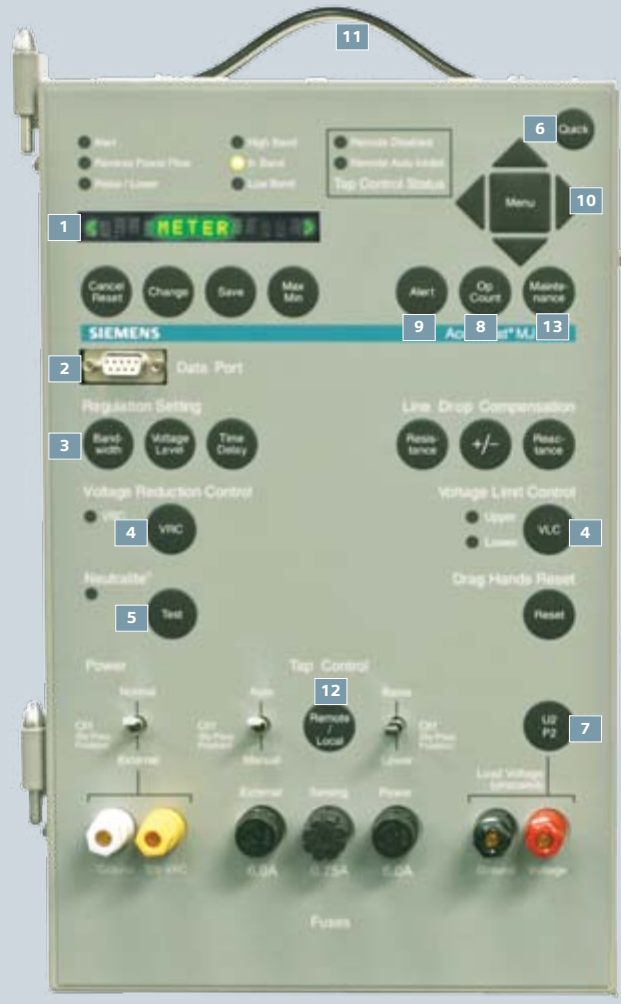 11
6
Quick
Alert
Reverse Power Flow
Raise / Lower
High Band
In Band
Low Band
Remote Disabled
Remote Auto Inhibit
Tap Control Status
Menu
10
1
METER
Cancel
Reset
Change
Save
Max
Min
Alert
Op
Count
Mainte-
nance
9
8
13
SIEMENS
MJ
2
Data Port
Regulation Setting
Line Drop Compensation
3
Band-
width
Voltage
Level
Time
Delay
Resis-
tance
+/-
Reac-
tance
Voltage Reduction Control
Voltage Limit Control
VRC
4
VRC
Upper
Lower
VLC
4
Neutralite®
Drag Hands Reset
5
Test
Reset
Power
Tap Control
Normal
External
Auto
Manual
12
Remote
/
Local
Raise
Lower
U2
P2
7
Load Voltage
External
Sensing
Power
6.0A
0.25A
Ground
Voltage
Fuses